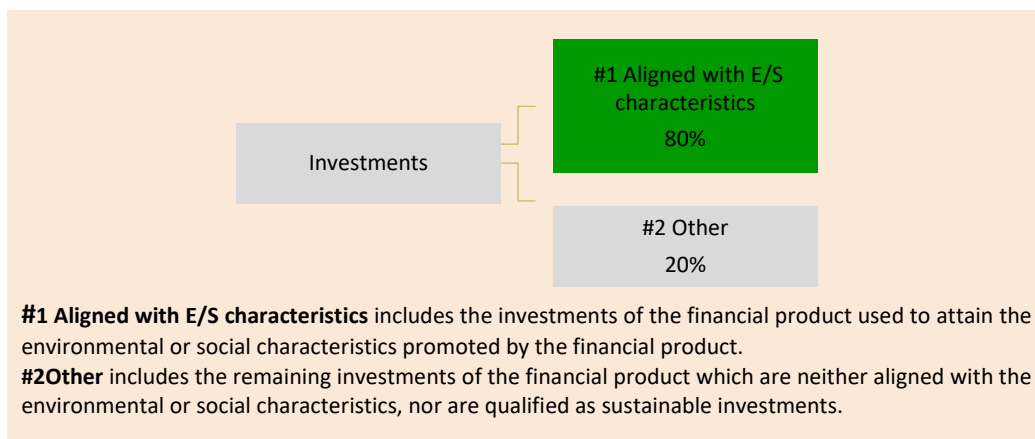 #1 Aligned with E/S
characteristics
80%
Investments
#2 Other
20%
#1 Aligned with E/S characteristics includes the investments of the financial product used to attain the
environmental or social characteristics promoted by the financial product.
#2Other includes the remaining investments of the financial product which are neither aligned with the
environmental or social characteristics, nor are qualified as sustainable investments.